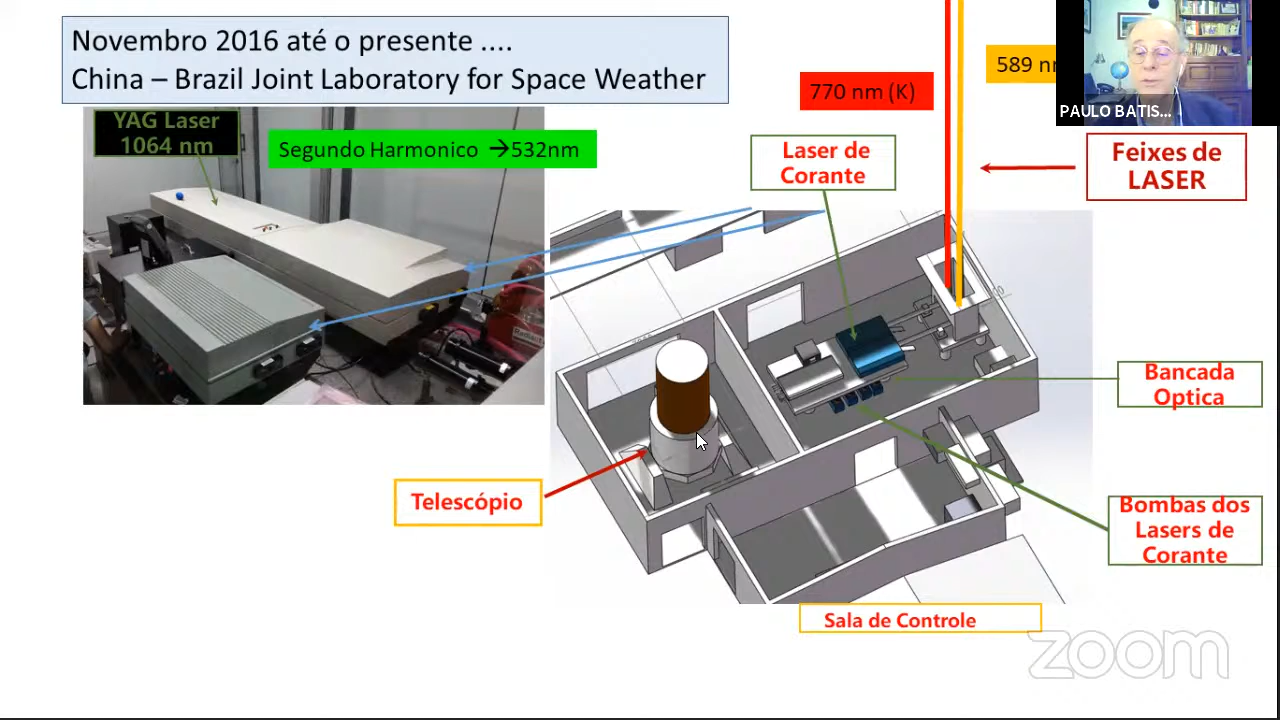 Novembro 2016 até o presente ....
China – Brazil Joint Laboratory for Space Weather
YAG Laser
1064 nm
Segundo Harmonico →532nm
770 nm (K)
589
PAULO BATIS...
Laser de
Corante
Feixes de
LASER
Bancada
Optica
Telescópio
Bombas dos
Lasers de
Corante
Sala de Controle
zoom